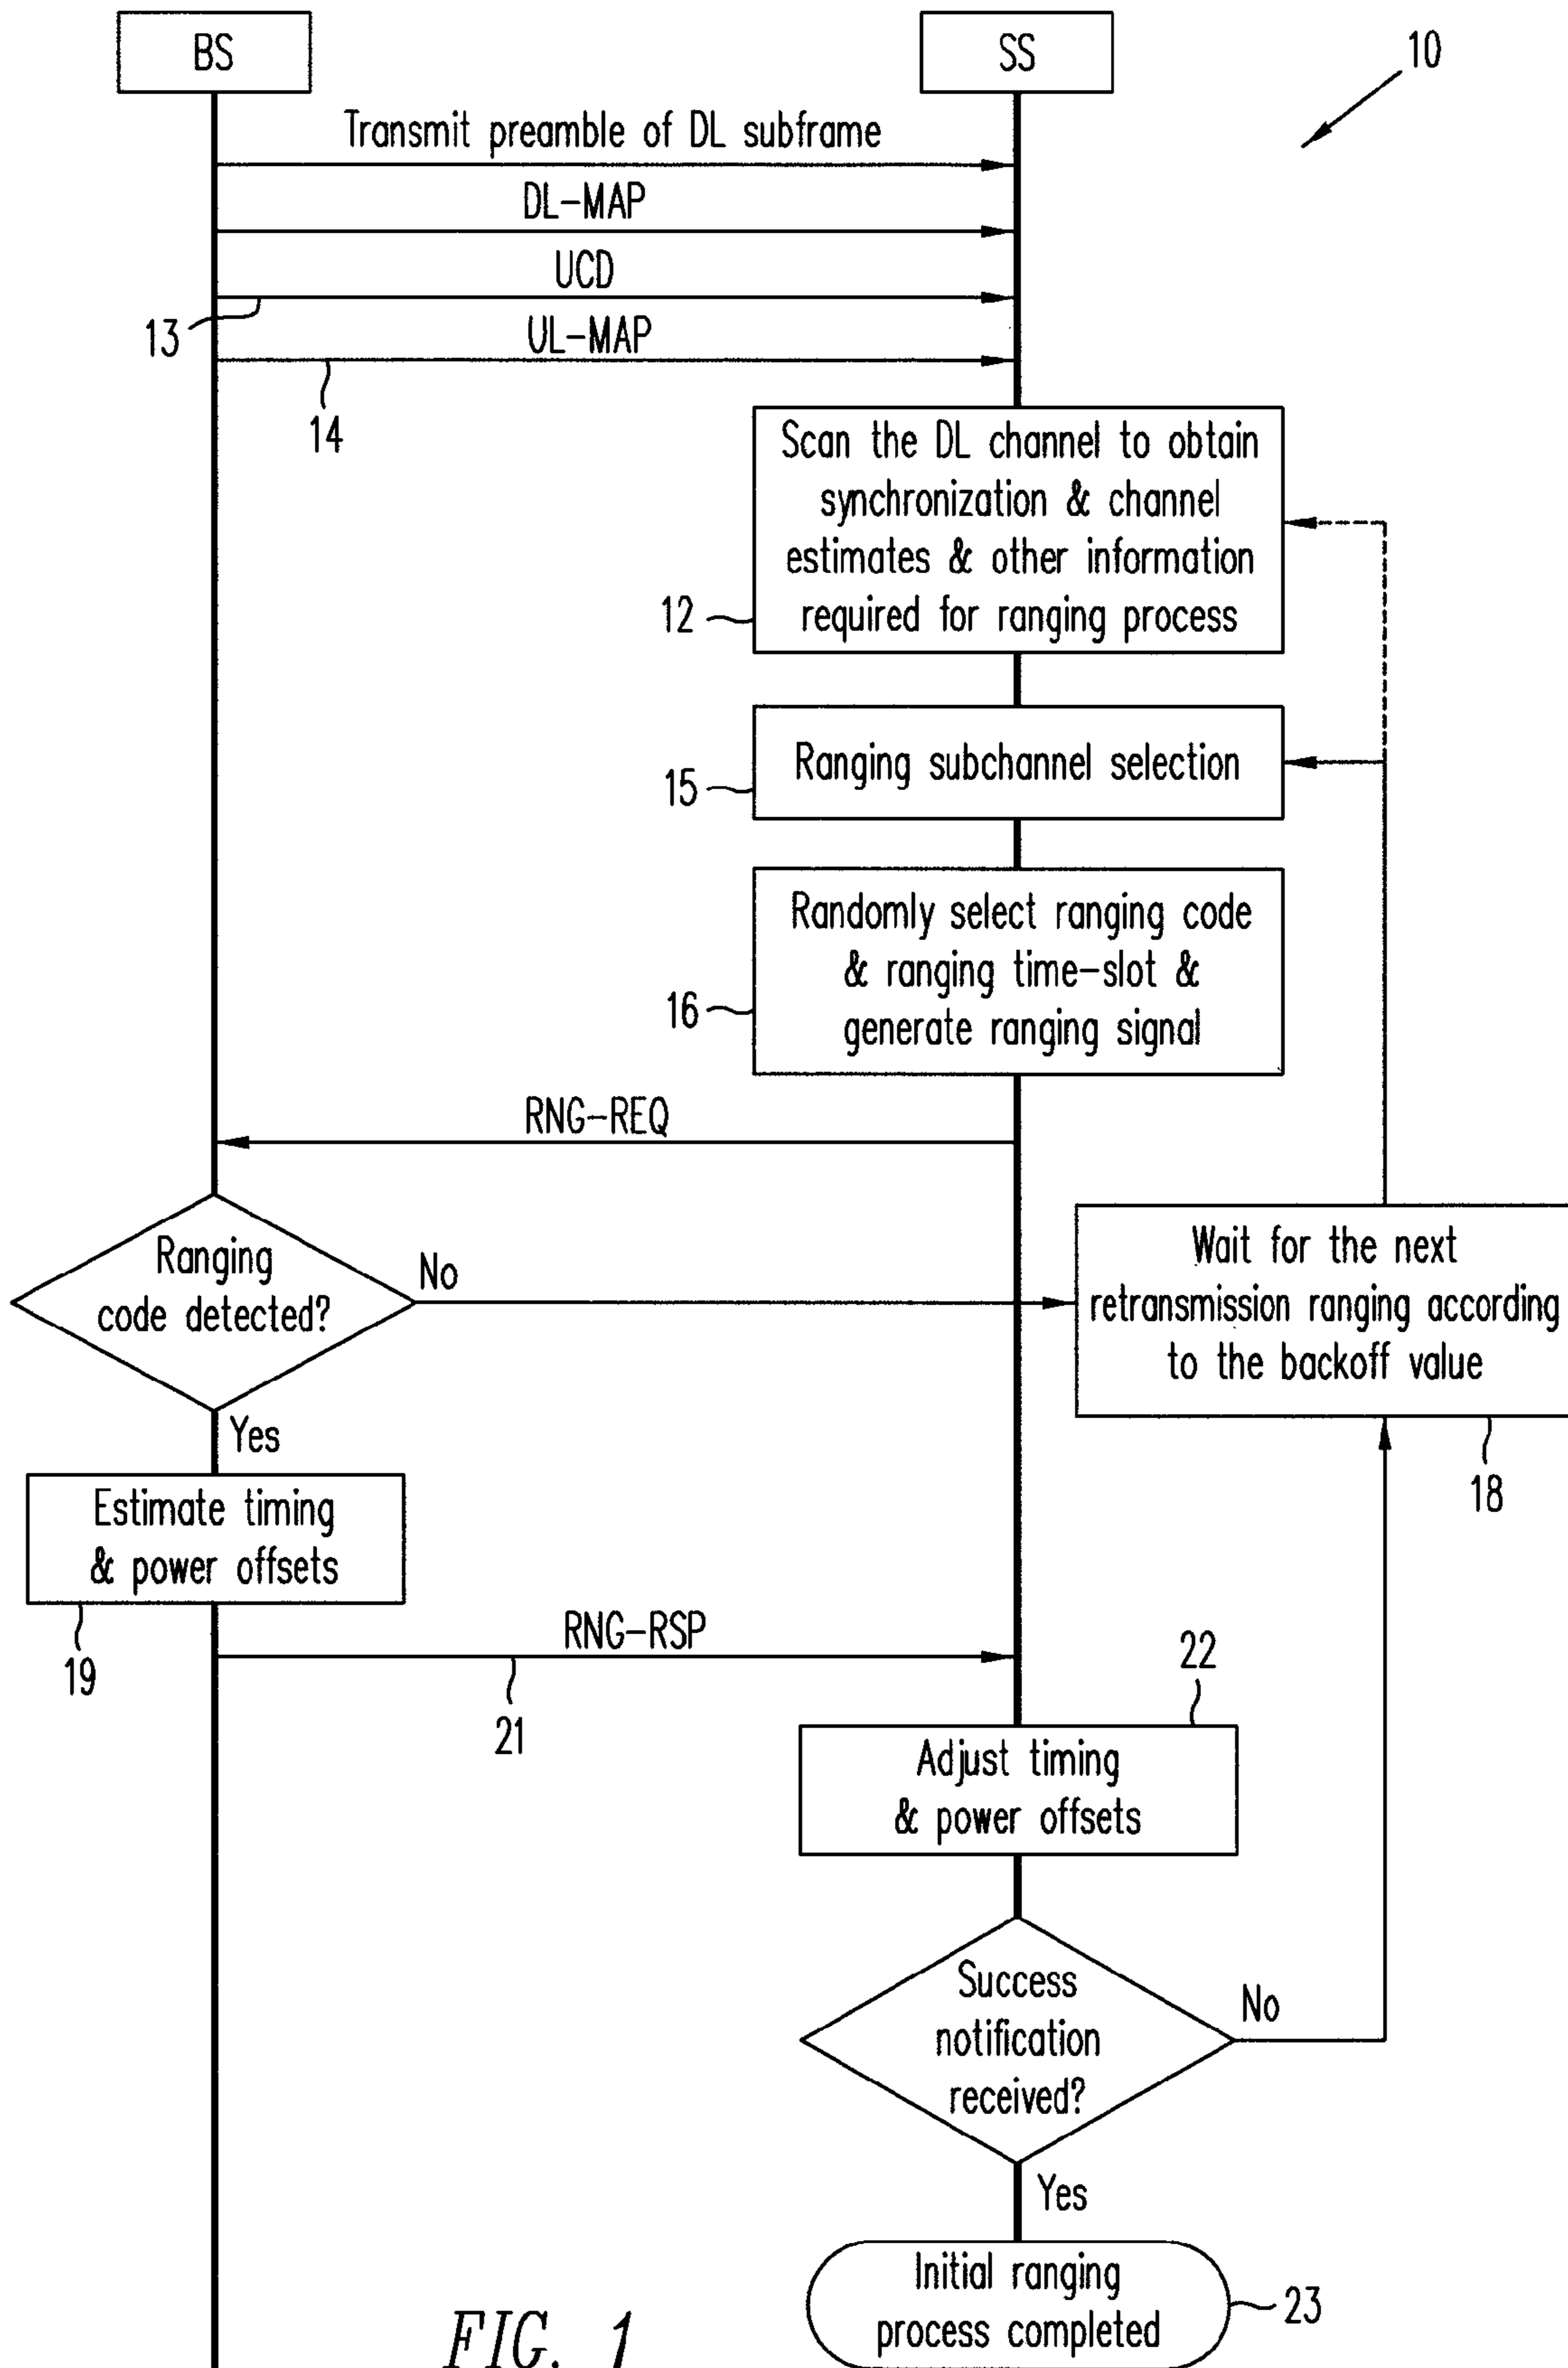 BS
SS
10
Transmit preamble of DL subframe
DL-MAP
UCD
13
UL-MAP
14
Scan the DL channel to obtain
synchronization & channel
estimates & other information
required for ranging process
12
Ranging subchannel selection
15
Randomly select ranging code
& ranging time-slot &
generate ranging signal
16
RNG-REQ
Ranging
code detected?
No
Wait for the next
retransmission ranging according
to the backoff value
18
Yes
Estimate timing
& power offsets
19
RNG-RSP
21
22
Adjust timing
& power offsets
Success
notification
received?
No
Yes
Initial ranging
process completed
23
FIG. 1